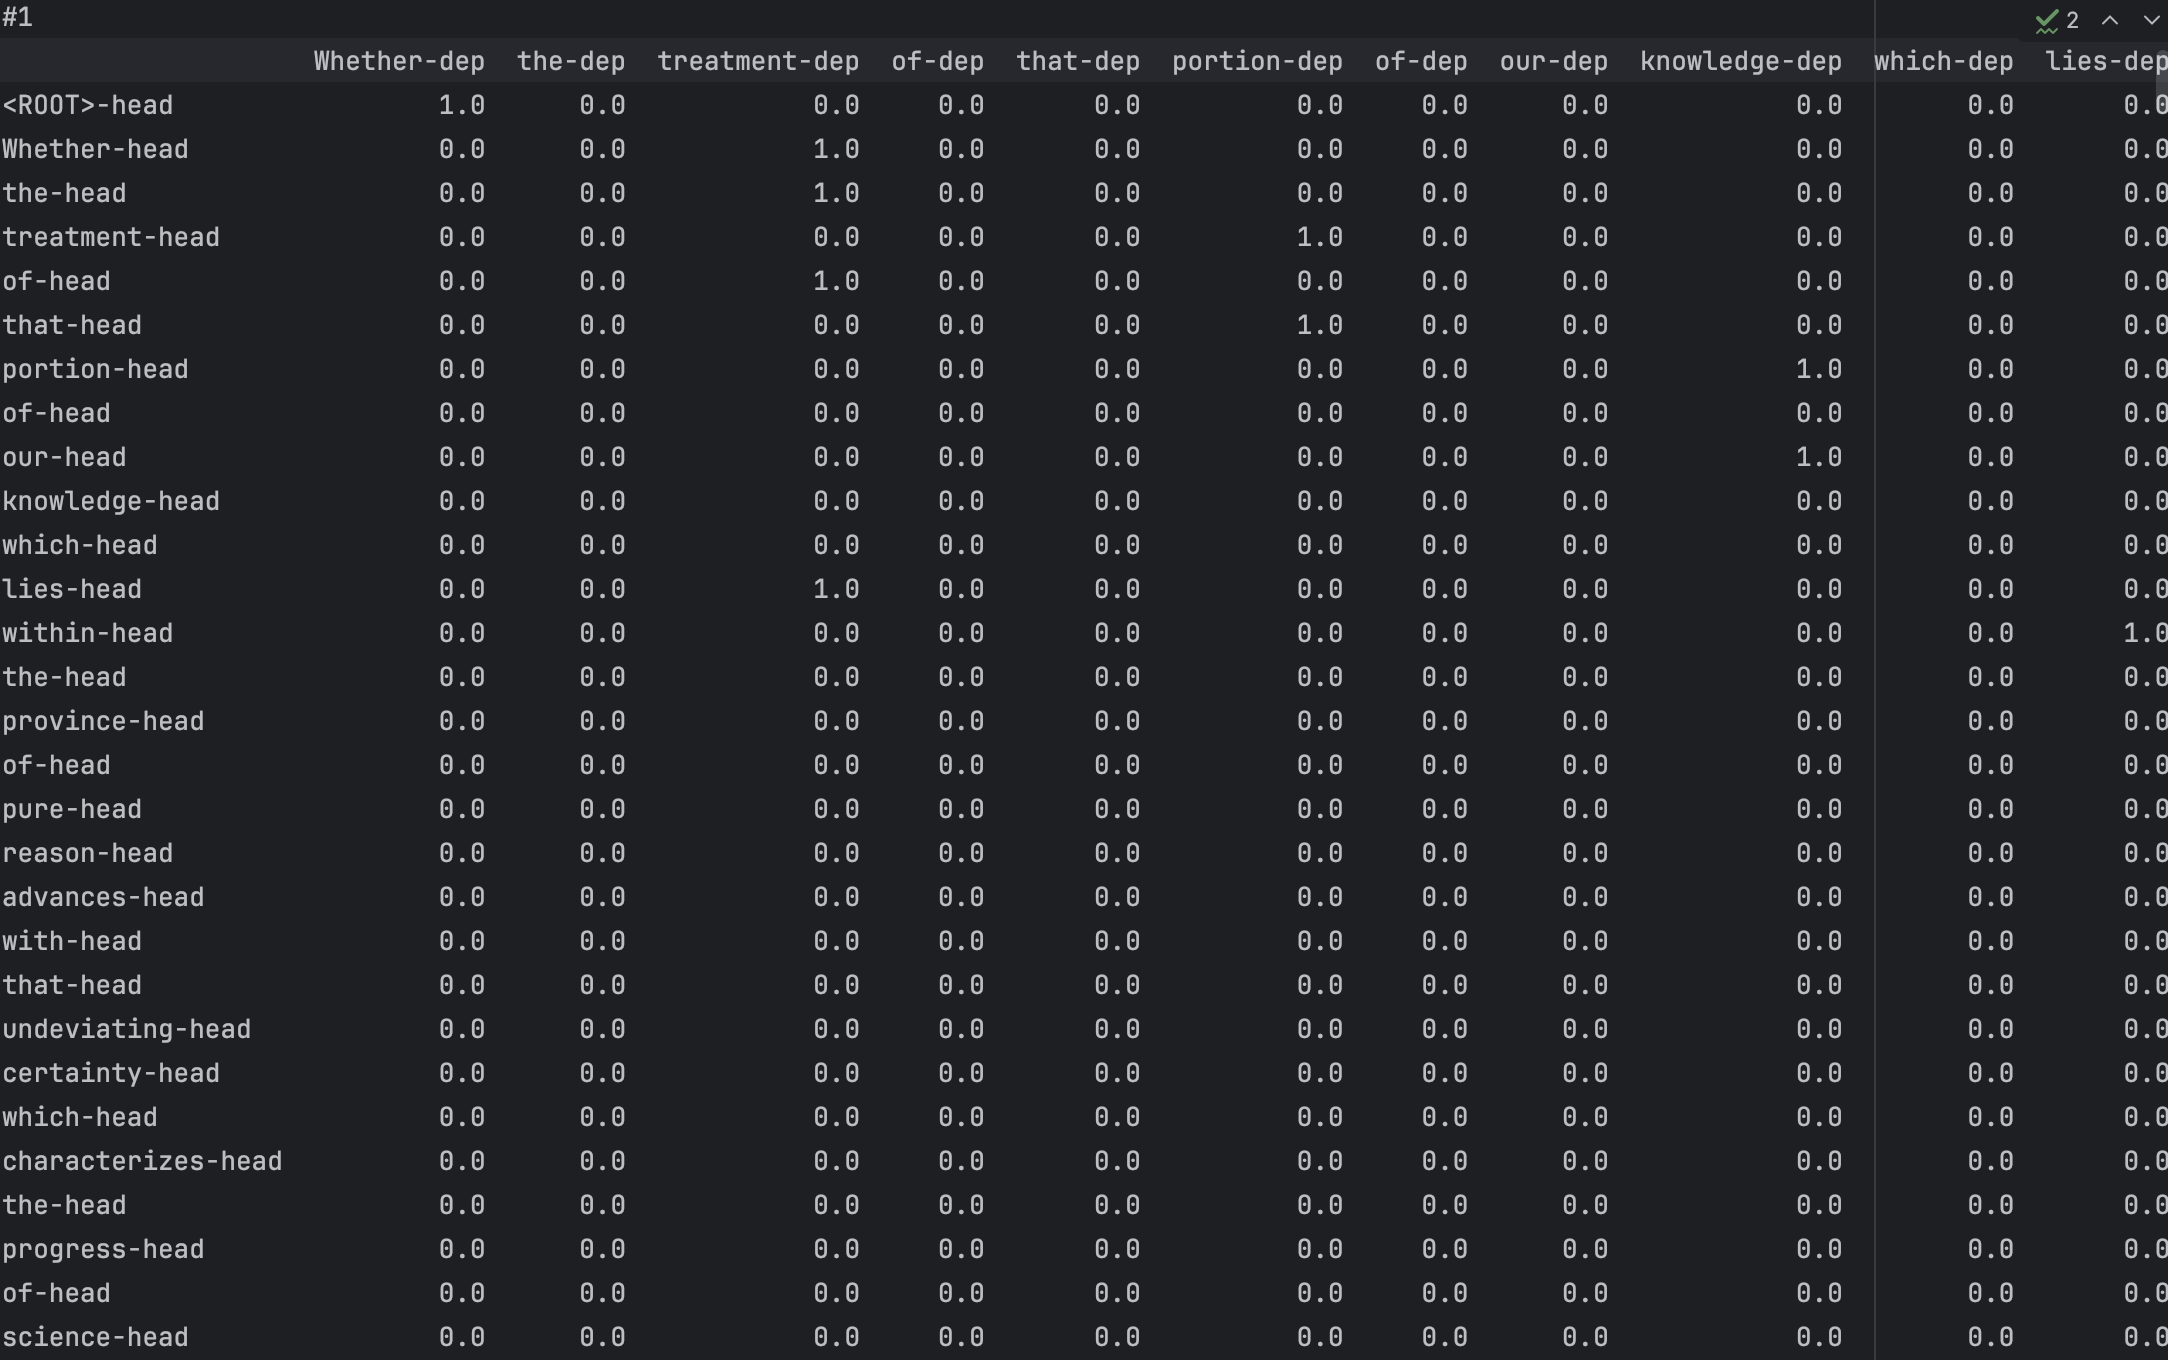 #1 2
Whether-dep the-dep treatment-dep of-dep that-dep portion-dep of-dep our-dep knowledge-dep which-dep lies-dep
<ROOT>-head 1.0 0.0 0.0 0.0 0.0 0.0 0.0 0.0 0.0 0.0 0.0
Whether-head 0.0 0.0 1.0 0.0 0.0 0.0 0.0 0.0 0.0 0.0 0.0
the-head 0.0 0.0 1.0 0.0 0.0 0.0 0.0 0.0 0.0 0.0 0.0
treatment-head 0.0 0.0 0.0 0.0 0.0 1.0 0.0 0.0 0.0 0.0 0.0
of-head 0.0 0.0 1.0 0.0 0.0 0.0 0.0 0.0 0.0 0.0 0.0
that-head 0.0 0.0 0.0 0.0 0.0 1.0 0.0 0.0 0.0 0.0 0.0
portion-head 0.0 0.0 0.0 0.0 0.0 0.0 0.0 0.0 1.0 0.0 0.0
of-head 0.0 0.0 0.0 0.0 0.0 0.0 0.0 0.0 0.0 0.0 0.0
our-head 0.0 0.0 0.0 0.0 0.0 0.0 0.0 0.0 1.0 0.0 0.0
knowledge-head 0.0 0.0 0.0 0.0 0.0 0.0 0.0 0.0 0.0 0.0 0.0
which-head 0.0 0.0 0.0 0.0 0.0 0.0 0.0 0.0 0.0 0.0 0.0
lies-head 0.0 0.0 1.0 0.0 0.0 0.0 0.0 0.0 0.0 0.0 0.0
within-head 0.0 0.0 0.0 0.0 0.0 0.0 0.0 0.0 0.0 0.0 1.0
the-head 0.0 0.0 0.0 0.0 0.0 0.0 0.0 0.0 0.0 0.0 0.0
province-head 0.0 0.0 0.0 0.0 0.0 0.0 0.0 0.0 0.0 0.0 0.0
of-head 0.0 0.0 0.0 0.0 0.0 0.0 0.0 0.0 0.0 0.0 0.0
pure-head 0.0 0.0 0.0 0.0 0.0 0.0 0.0 0.0 0.0 0.0 0.0
reason-head 0.0 0.0 0.0 0.0 0.0 0.0 0.0 0.0 0.0 0.0 0.0
advances-head 0.0 0.0 0.0 0.0 0.0 0.0 0.0 0.0 0.0 0.0 0.0
with-head 0.0 0.0 0.0 0.0 0.0 0.0 0.0 0.0 0.0 0.0 0.0
that-head 0.0 0.0 0.0 0.0 0.0 0.0 0.0 0.0 0.0 0.0 0.0
undeviating-head 0.0 0.0 0.0 0.0 0.0 0.0 0.0 0.0 0.0 0.0 0.0
certainty-head 0.0 0.0 0.0 0.0 0.0 0.0 0.0 0.0 0.0 0.0 0.0
which-head 0.0 0.0 0.0 0.0 0.0 0.0 0.0 0.0 0.0 0.0 0.0
characterizes-head 0.0 0.0 0.0 0.0 0.0 0.0 0.0 0.0 0.0 0.0 0.0
the-head 0.0 0.0 0.0 0.0 0.0 0.0 0.0 0.0 0.0 0.0 0.0
progress-head 0.0 0.0 0.0 0.0 0.0 0.0 0.0 0.0 0.0 0.0 0.0
of-head 0.0 0.0 0.0 0.0 0.0 0.0 0.0 0.0 0.0 0.0 0.0
science-head 0.0 0.0 0.0 0.0 0.0 0.0 0.0 0.0 0.0 0.0 0.0